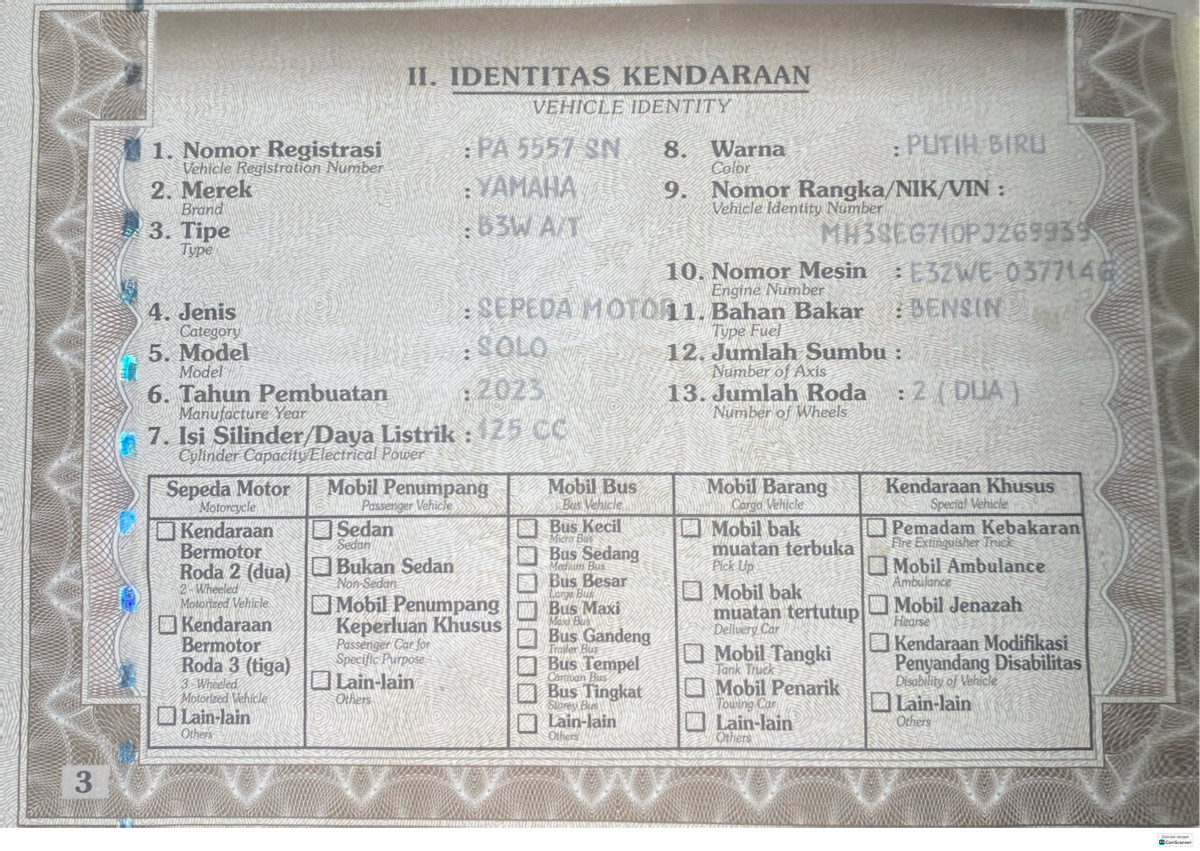 II. IDENTITAS KENDARAAN
VEHICLE IDENTITY
1. Nomor Registrasi : PA 5557 SN
Vehicle Registration Number
2. Merek : YAMAHA
Brand
3. Tipe : B3W A/T
Type
4. Jenis : SEPEDA MOTOR
Category
5. Model : SOLO
Model
6. Tahun Pembuatan : 2023
Manufacture Year
7. Isi Silinder/Daya Listrik : 125 CC
Cylinder Capacity/Electrical Power
8. Warna : PUTIH BIRU
Color
9. Nomor Rangka/NIK/VIN :
Vehicle Identity Number
MH3SEG710PJ269939
10. Nomor Mesin : E32WE-0377146
Engine Number
11. Bahan Bakar : BENSIN
Type Fuel
12. Jumlah Sumbu :
Number of Axis
13. Jumlah Roda : 2 ( DUA )
Number of Wheels
Sepeda Motor
Motorcycle
Kendaraan
Bermotor
Roda 2 (dua)
2 - Wheeled
Motorized Vehicle
Kendaraan
Bermotor
Roda 3 (tiga)
3 - Wheeled
Motorized Vehicle
Lain-lain
Others
Mobil Penumpang
Passenger Vehicle
Sedan
Sedan
Bukan Sedan
Non-Sedan
Mobil Penumpang
Keperluan Khusus
Passenger Car for
Specific Purpose
Lain-lain
Others
Mobil Bus
Bus Vehicle
Bus Kecil
Micro Bus
Bus Sedang
Medium Bus
Bus Besar
Large Bus
Bus Maxi
Maxi Bus
Bus Gandeng
Trailer Bus
Bus Tempel
Caravan Bus
Bus Tingkat
Storey Bus
Lain-lain
Others
Mobil Barang
Cargo Vehicle
Mobil bak
muatan terbuka
Pick Up
Mobil bak
muatan tertutup
Delivery Car
Mobil Tangki
Tank Truck
Mobil Penarik
Towing Car
Lain-lain
Others
Kendaraan Khusus
Special Vehicle
Pemadam Kebakaran
Fire Extinguisher Truck
Mobil Ambulance
Ambulance
Mobil Jenazah
Hearse
Kendaraan Modifikasi
Penyandang Disabilitas
Disability of Vehicle
Lain-lain
Others
3
CamScanner